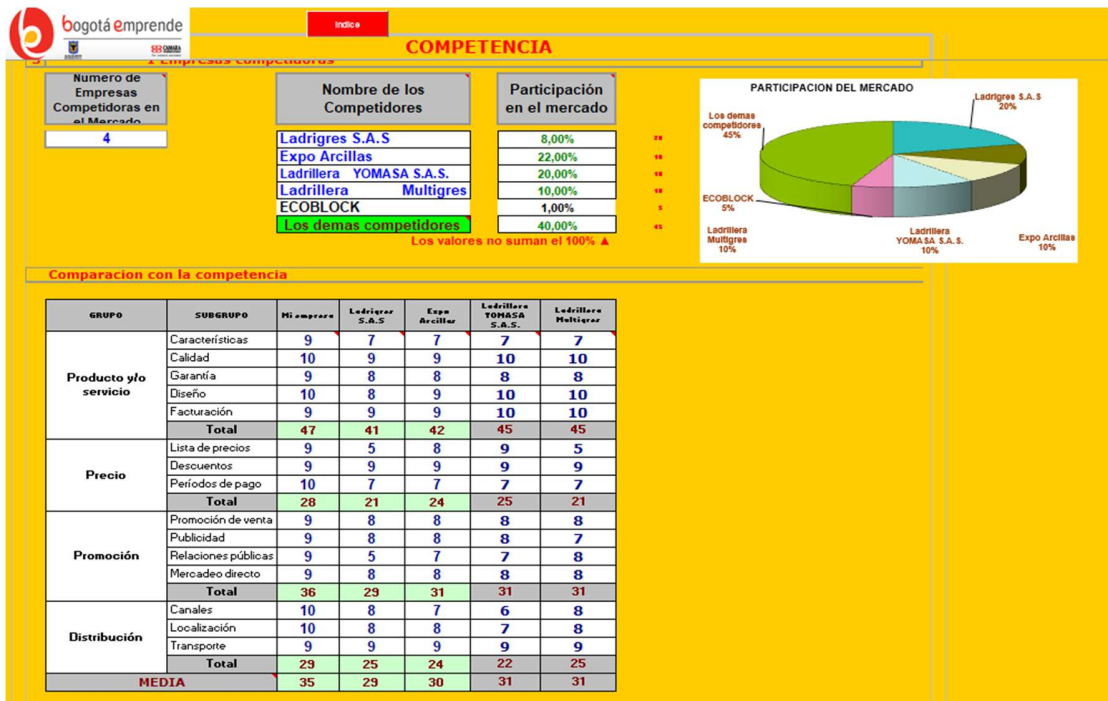 bogotá emprende
Indice
COMPETENCIA
1 Empresas competidoras
Numero de Empresas Competidoras en el Mercado
Nombre de los Competidores
Participación en el mercado
4
Ladrigres S.A.S 8,00% 20
Expo Arcillas 22,00% 10
Ladrillera YOMASA S.A.S. 20,00% 10
Ladrillera Multigres 10,00% 10
ECOBLOCK 1,00% 5
Los demas competidores 40,00% 45
Los valores no suman el 100% ▲
PARTICIPACION DEL MERCADO
Ladrigres S.A.S 20%
Los demas competidores 45%
ECOBLOCK 5%
Ladrillera Multigres 10%
Ladrillera YOMASA S.A.S. 10%
Expo Arcillas 10%
Comparacion con la competencia
GRUPO SUBGRUPO Mi empresa Ladrigres S.A.S Expo Arcillas Ladrillera YOMASA S.A.S. Ladrillera Multigres
Producto y/o servicio
Características 9 7 7 7 7
Calidad 10 9 9 10 10
Garantía 9 8 8 8 8
Diseño 10 8 9 10 10
Facturación 9 9 9 10 10
Total 47 41 42 45 45
Precio
Lista de precios 9 5 8 9 5
Descuentos 9 9 9 9 9
Períodos de pago 10 7 7 7 7
Total 28 21 24 25 21
Promoción
Promoción de venta 9 8 8 8 8
Publicidad 9 8 8 8 7
Relaciones públicas 9 5 7 7 8
Mercadeo directo 9 8 8 8 8
Total 36 29 31 31 31
Distribución
Canales 10 8 7 6 8
Localización 10 8 8 7 8
Transporte 9 9 9 9 9
Total 29 25 24 22 25
MEDIA 35 29 30 31 31